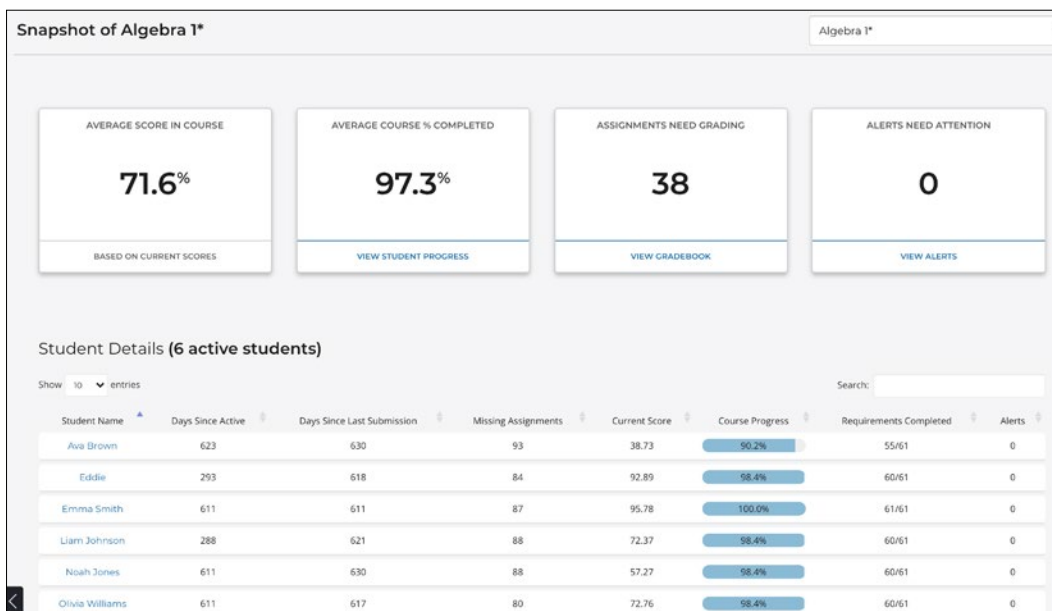 Snapshot of Algebra 1*
Algebra 1*
AVERAGE SCORE IN COURSE
71.6%
BASED ON CURRENT SCORES
AVERAGE COURSE % COMPLETED
97.3%
VIEW STUDENT PROGRESS
ASSIGNMENTS NEED GRADING
38
VIEW GRADEBOOK
ALERTS NEED ATTENTION
0
VIEW ALERTS
Student Details (6 active students)
Show 10 entries
Search:
Student Name Days Since Active Days Since Last Submission Missing Assignments Current Score Course Progress Requirements Completed Alerts
Ava Brown 623 630 93 38.73 90.2% 55/61 0
Eddie 293 618 84 92.89 98.4% 60/61 0
Emma Smith 611 611 87 95.78 100.0% 61/61 0
Liam Johnson 288 621 88 72.37 98.4% 60/61 0
Noah Jones 611 630 88 57.27 98.4% 60/61 0
Olivia Williams 611 617 80 72.76 98.4% 60/61 0